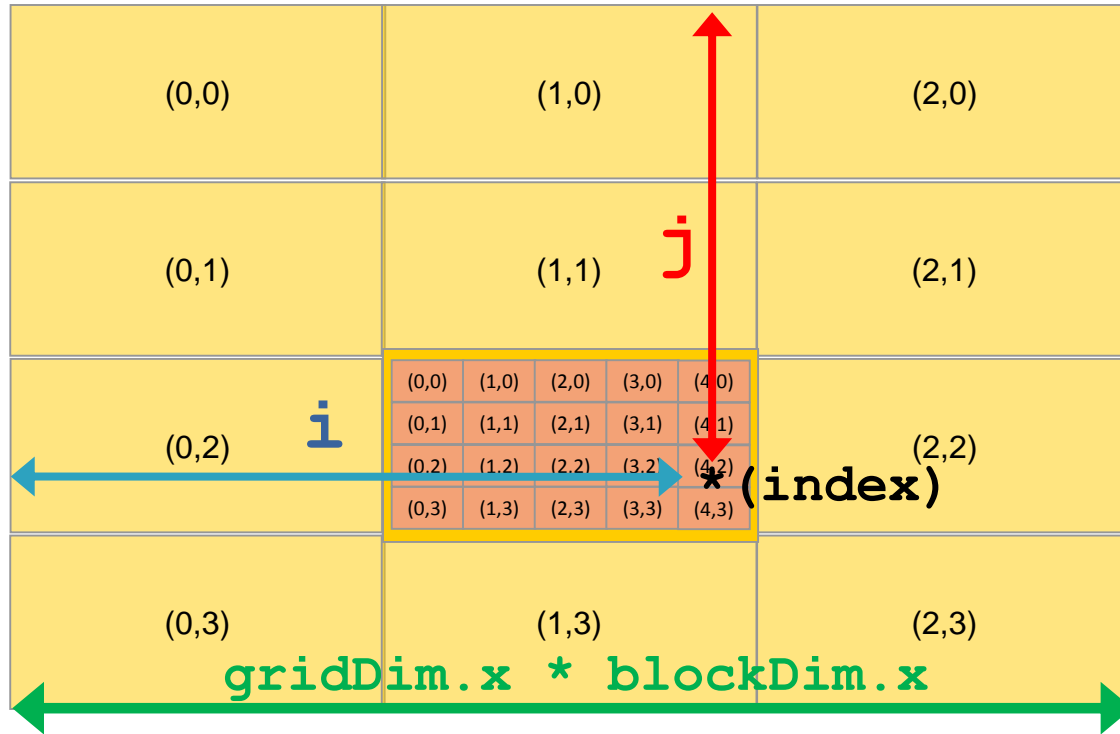 (0,0) (1,0) (2,0)
j
(0,1) (1,1) (2,1)
(0,0) (1,0) (2,0) (3,0) (4,0)
i
(0,1) (1,1) (2,1) (3,1) (4,1)
(0,2) (2,2)
(0,2) (1,2) (2,2) (3,2) (4,2)
*(index)
(0,3) (1,3) (2,3) (3,3) (4,3)
(0,3) (1,3) (2,3)
gridDim.x * blockDim.x